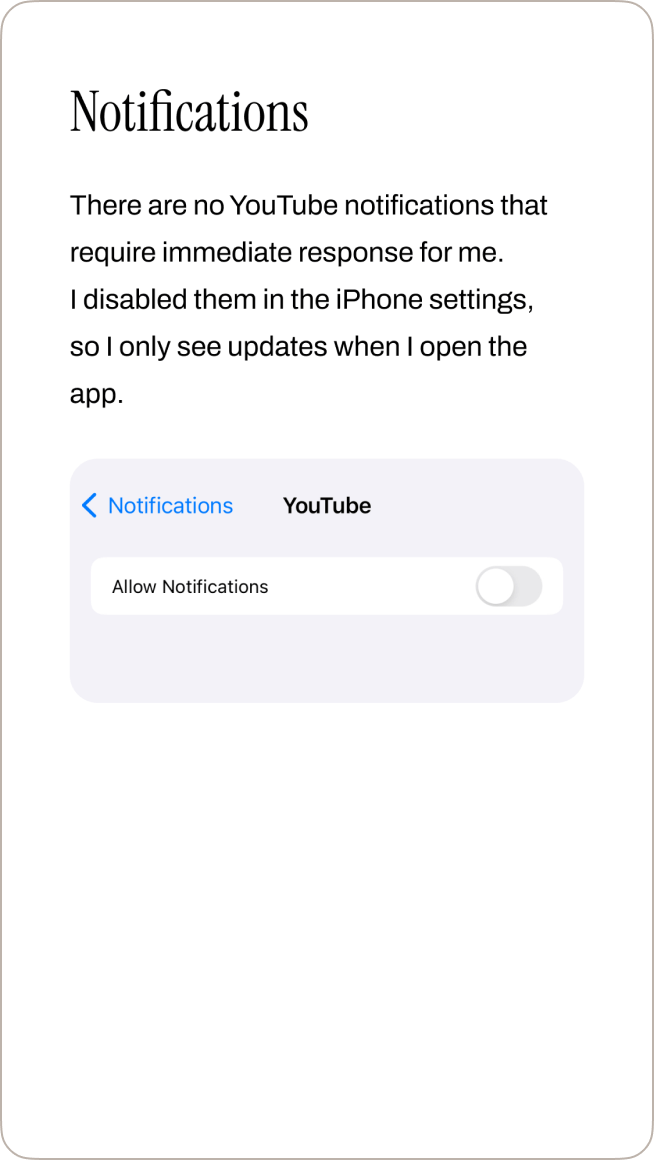 Notifications
There are no YouTube notifications that
require immediate response for me.
I disabled them in the iPhone settings,
so I only see updates when I open the
app.
Notifications
YouTube
Allow Notifications